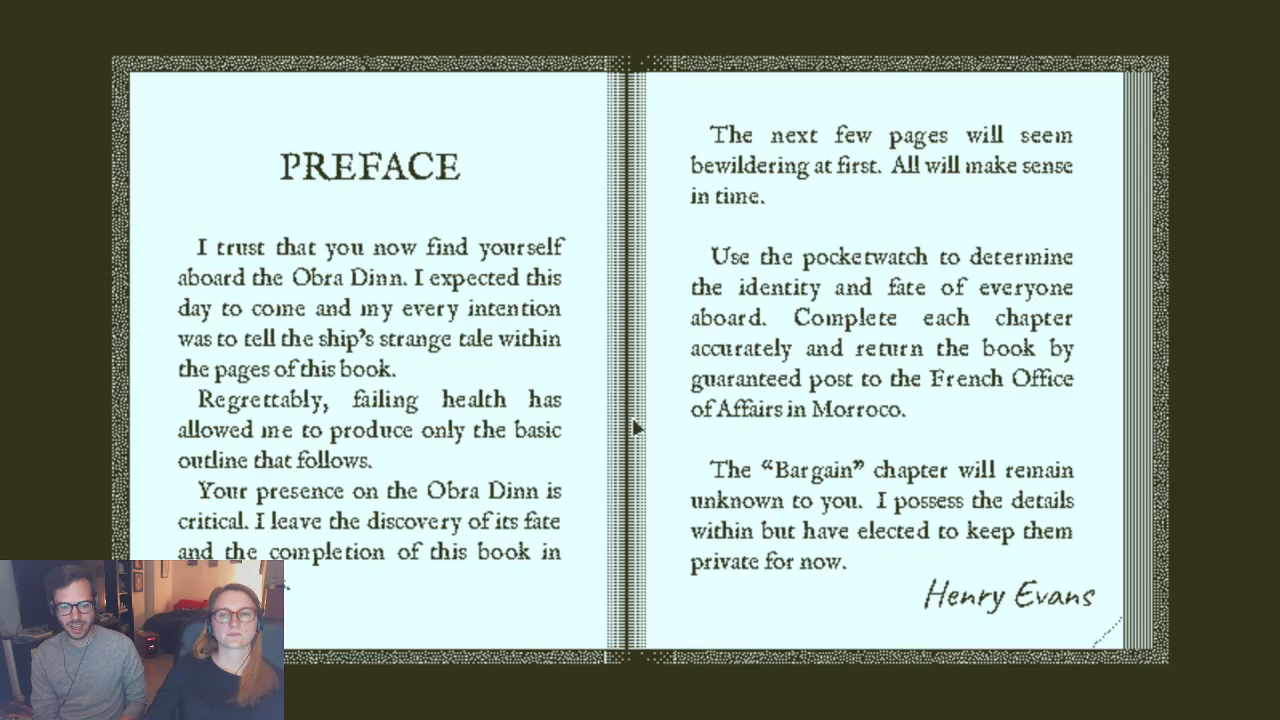 PREFACE
I trust that you now find yourself
aboard the Obra Dinn. I expected this
day to come and my every intention
was to tell the ship's strange tale within
the pages of this book.
Regrettably, failing health has
allowed me to produce only the basic
outline that follows.
Your presence on the Obra Dinn is
critical. I leave the discovery of its fate
and the completion of this book in
The next few pages will seem
bewildering at first. All will make sense
in time.
Use the pocketwatch to determine
the identity and fate of everyone
aboard. Complete each chapter
accurately and return the book by
guaranteed post to the French Office
of Affairs in Morroco.
The “Bargain” chapter will remain
unknown to you. I possess the details
within but have elected to keep them
private for now.
Henry Evans